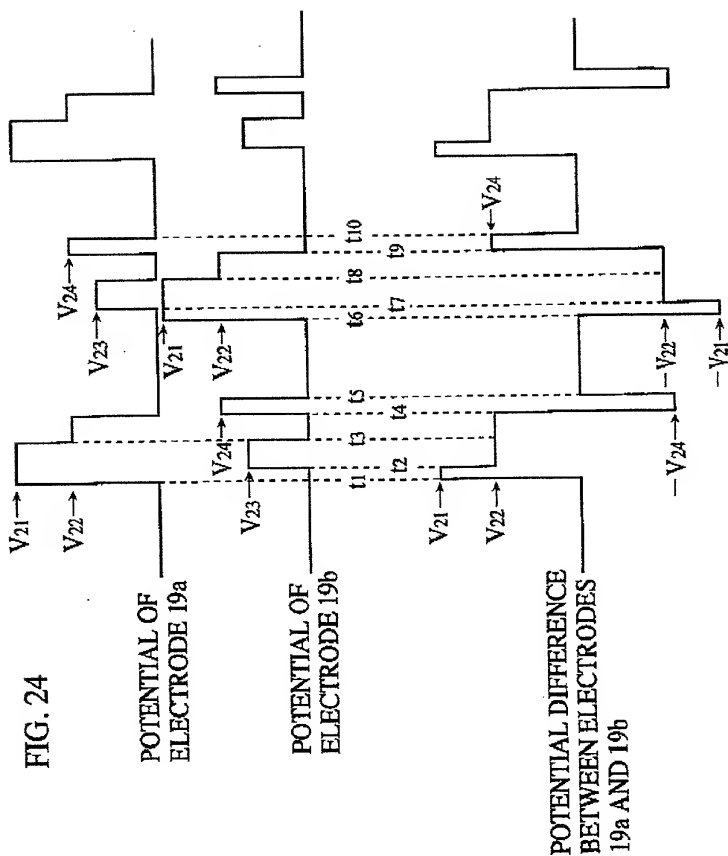 FIG. 24
POTENTIAL OF
ELECTRODE 19a
V21→
V22→
V23→
V24→
POTENTIAL OF
ELECTRODE 19b
V23→
V24→
V21→
V22→
t1
t2
t3
t4
t5
t6
t7
t8
t9
t10
POTENTIAL DIFFERENCE
BETWEEN ELECTRODES
19a AND 19b
V21→
V22→
– V24→
– V22→
– V21→
←V24